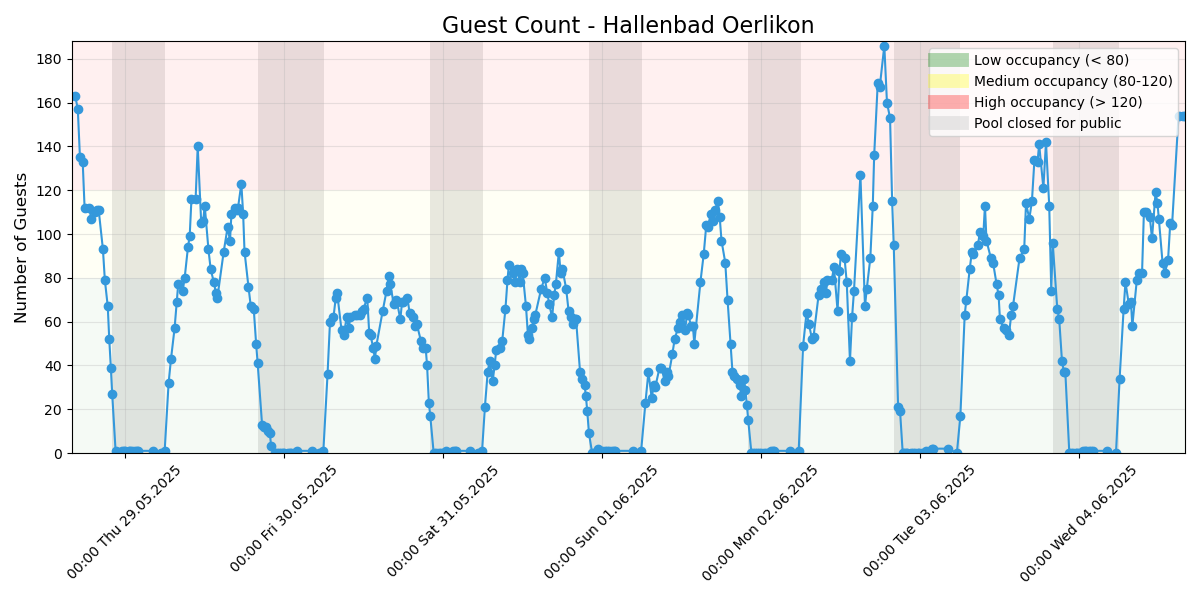 Guest Count - Hallenbad Oerlikon
Number of Guests
180
160
140
120
100
80
60
40
20
0
Low occupancy (< 80)
Medium occupancy (80-120)
High occupancy (> 120)
Pool closed for public
00:00 Thu 29.05.2025
00:00 Fri 30.05.2025
00:00 Sat 31.05.2025
00:00 Sun 01.06.2025
00:00 Mon 02.06.2025
00:00 Tue 03.06.2025
00:00 Wed 04.06.2025